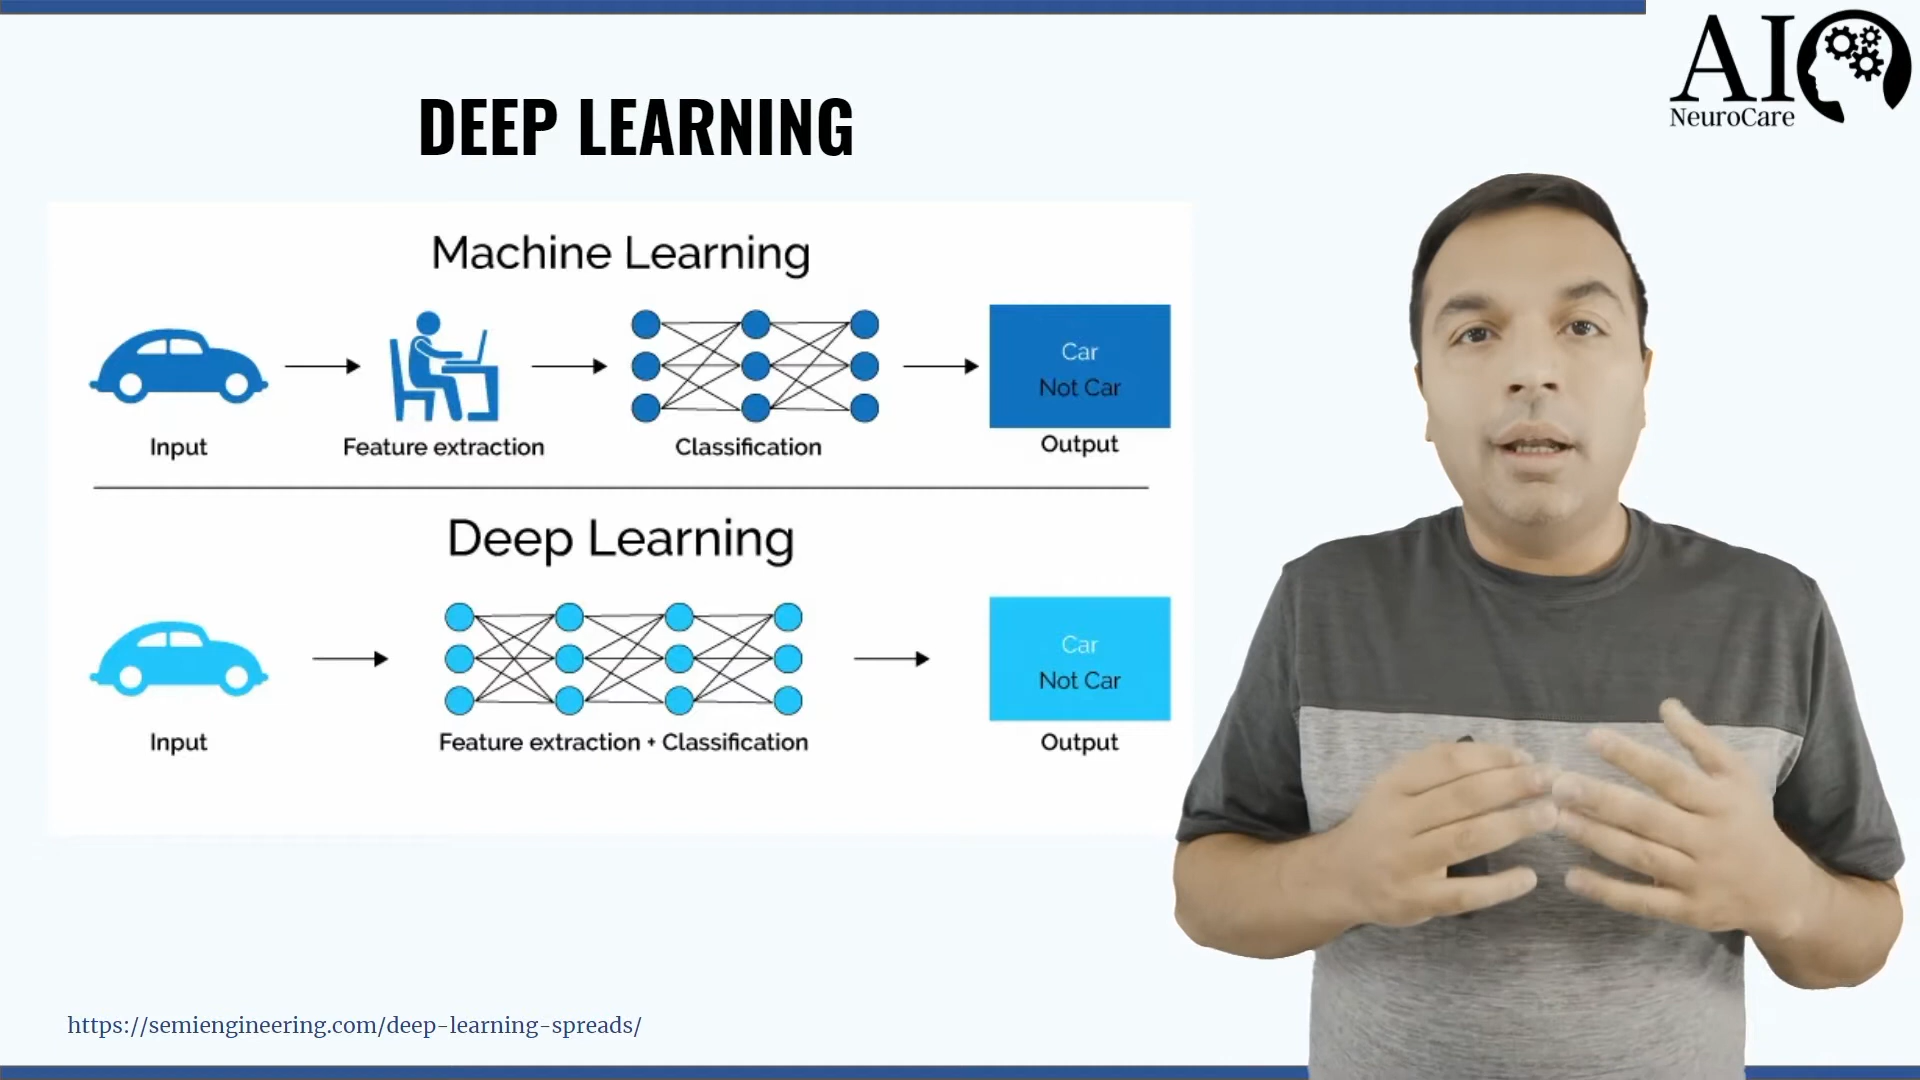 AI
NeuroCare
DEEP LEARNING
Machine Learning
Input
Feature extraction
Classification
Car
Not Car
Output
Deep Learning
Input
Feature extraction + Classification
Car
Not Car
Output
https://semiengineering.com/deep-learning-spreads/